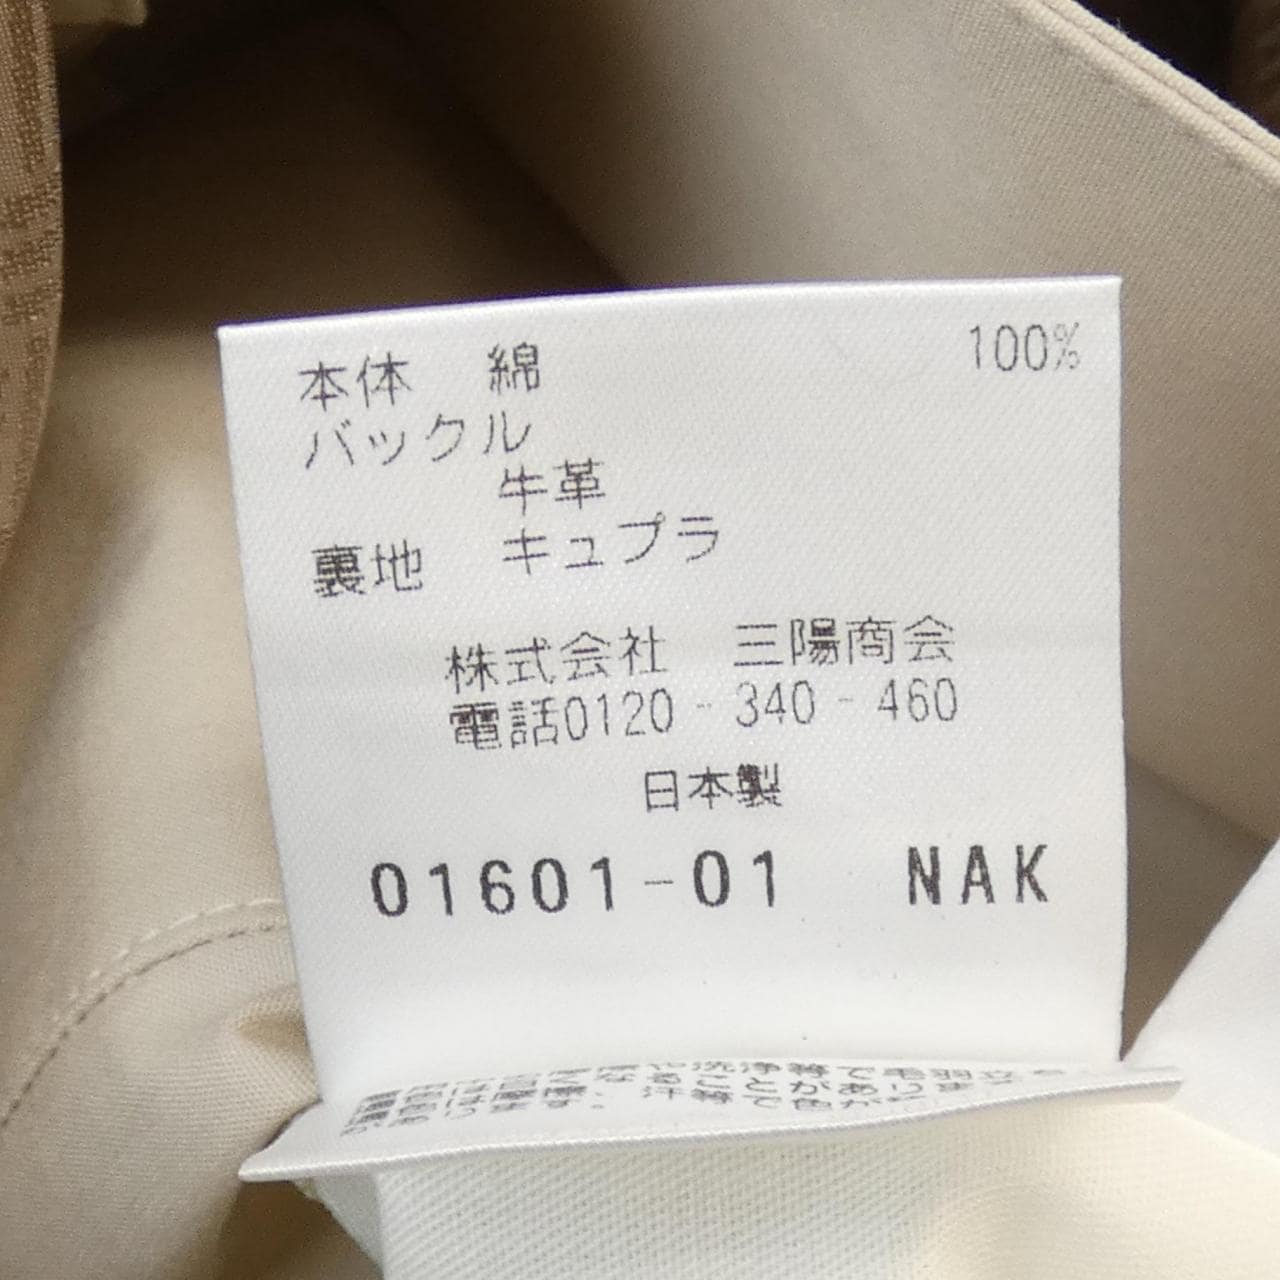 本体　綿　100%
バックル
牛革
裏地　キュプラ
株式会社　三陽商会
電話0120-340-460
日本製
01601-01　NAK